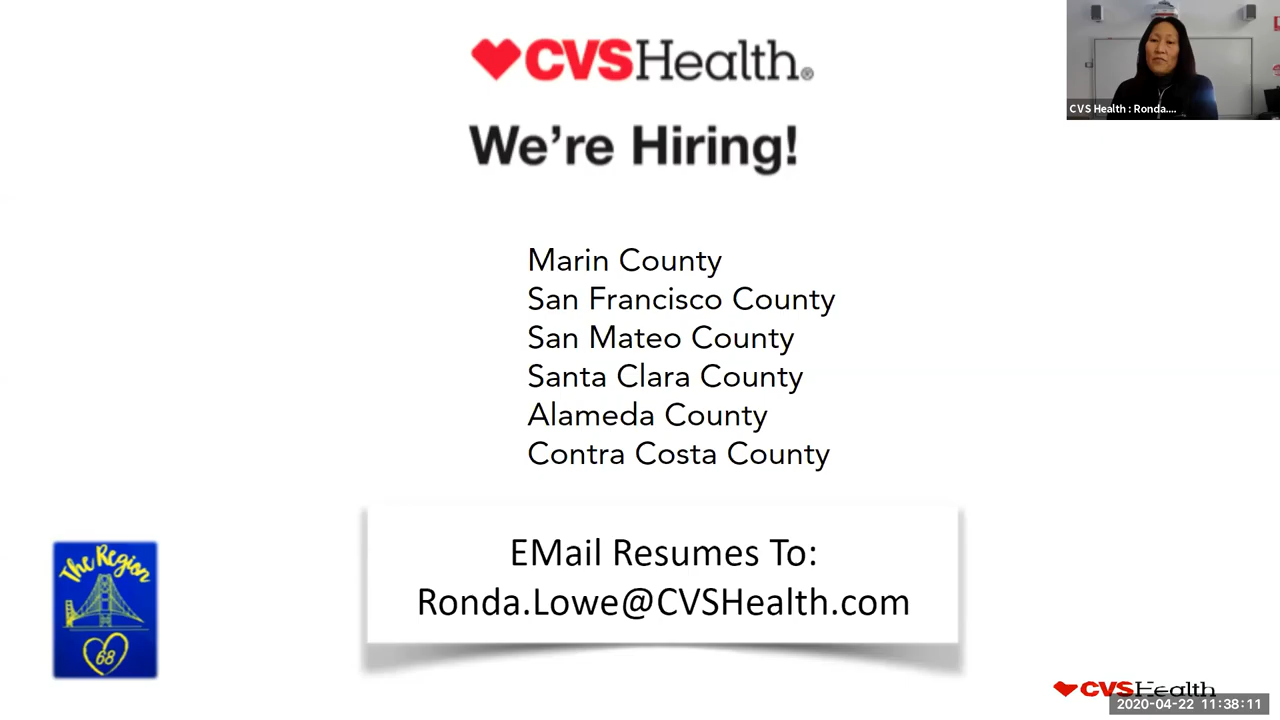 CVSHealth®
We're Hiring!
CVS Health : Ronda....
Marin County
San Francisco County
San Mateo County
Santa Clara County
Alameda County
Contra Costa County
EMail Resumes To:
Ronda.Lowe@CVSHealth.com
The Region
68
CVSHealth
2020-04-22 11:38:11